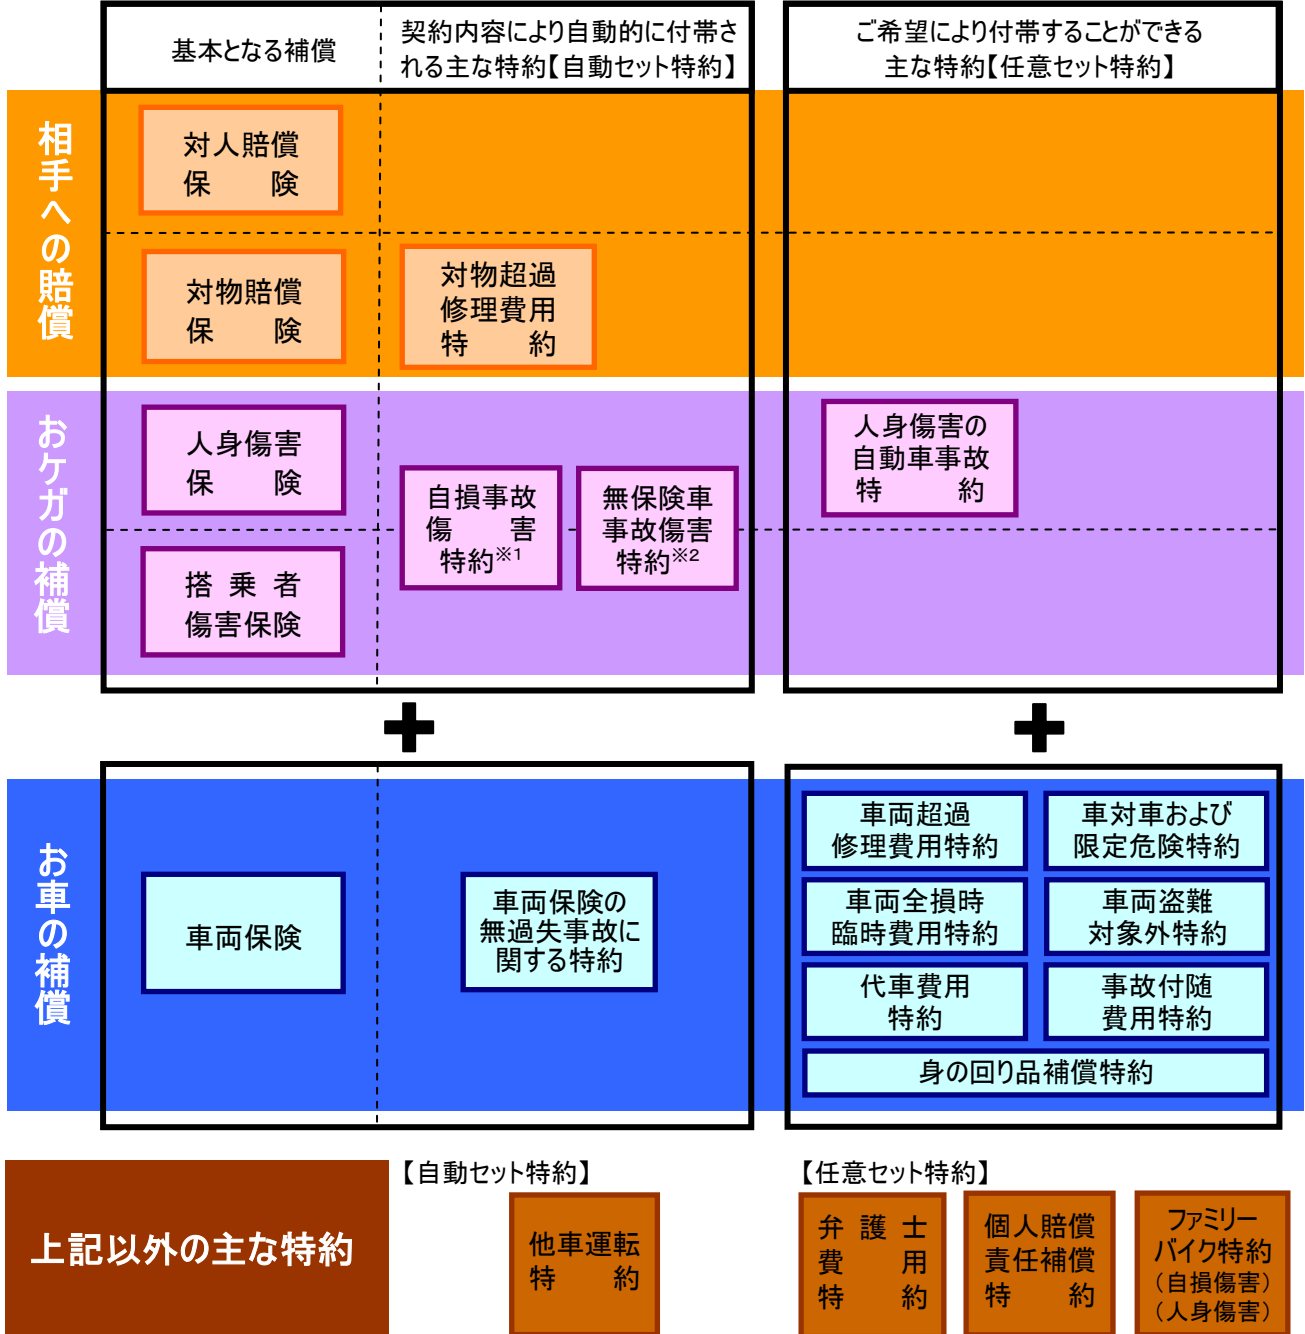 基本となる補償
契約内容により自動的に付帯さ
れる主な特約【自動セット特約】
ご希望により付帯することができる
主な特約【任意セット特約】
相手への賠償
対人賠償
保　　険
対物賠償
保　　険
対物超過
修理費用
特　　約
おケガの補償
人身傷害
保　　険
搭 乗 者
傷害保険
自損事故
傷　　害
特約※1
無保険車
事故傷害
特約※2
人身傷害の
自動車事故
特　　約
+
+
お車の補償
車両保険
車両保険の
無過失事故に
関する特約
車両超過
修理費用特約
車対車および
限定危険特約
車両全損時
臨時費用特約
車両盗難
対象外特約
代車費用
特約
事故付随
費用特約
身の回り品補償特約
上記以外の主な特約
【自動セット特約】
他車運転
特　　約
【任意セット特約】
弁 護 士
費　　用
特　　約
個人賠償
責任補償
特　　約
ファミリー
バイク特約
（自損傷害）
（人身傷害）